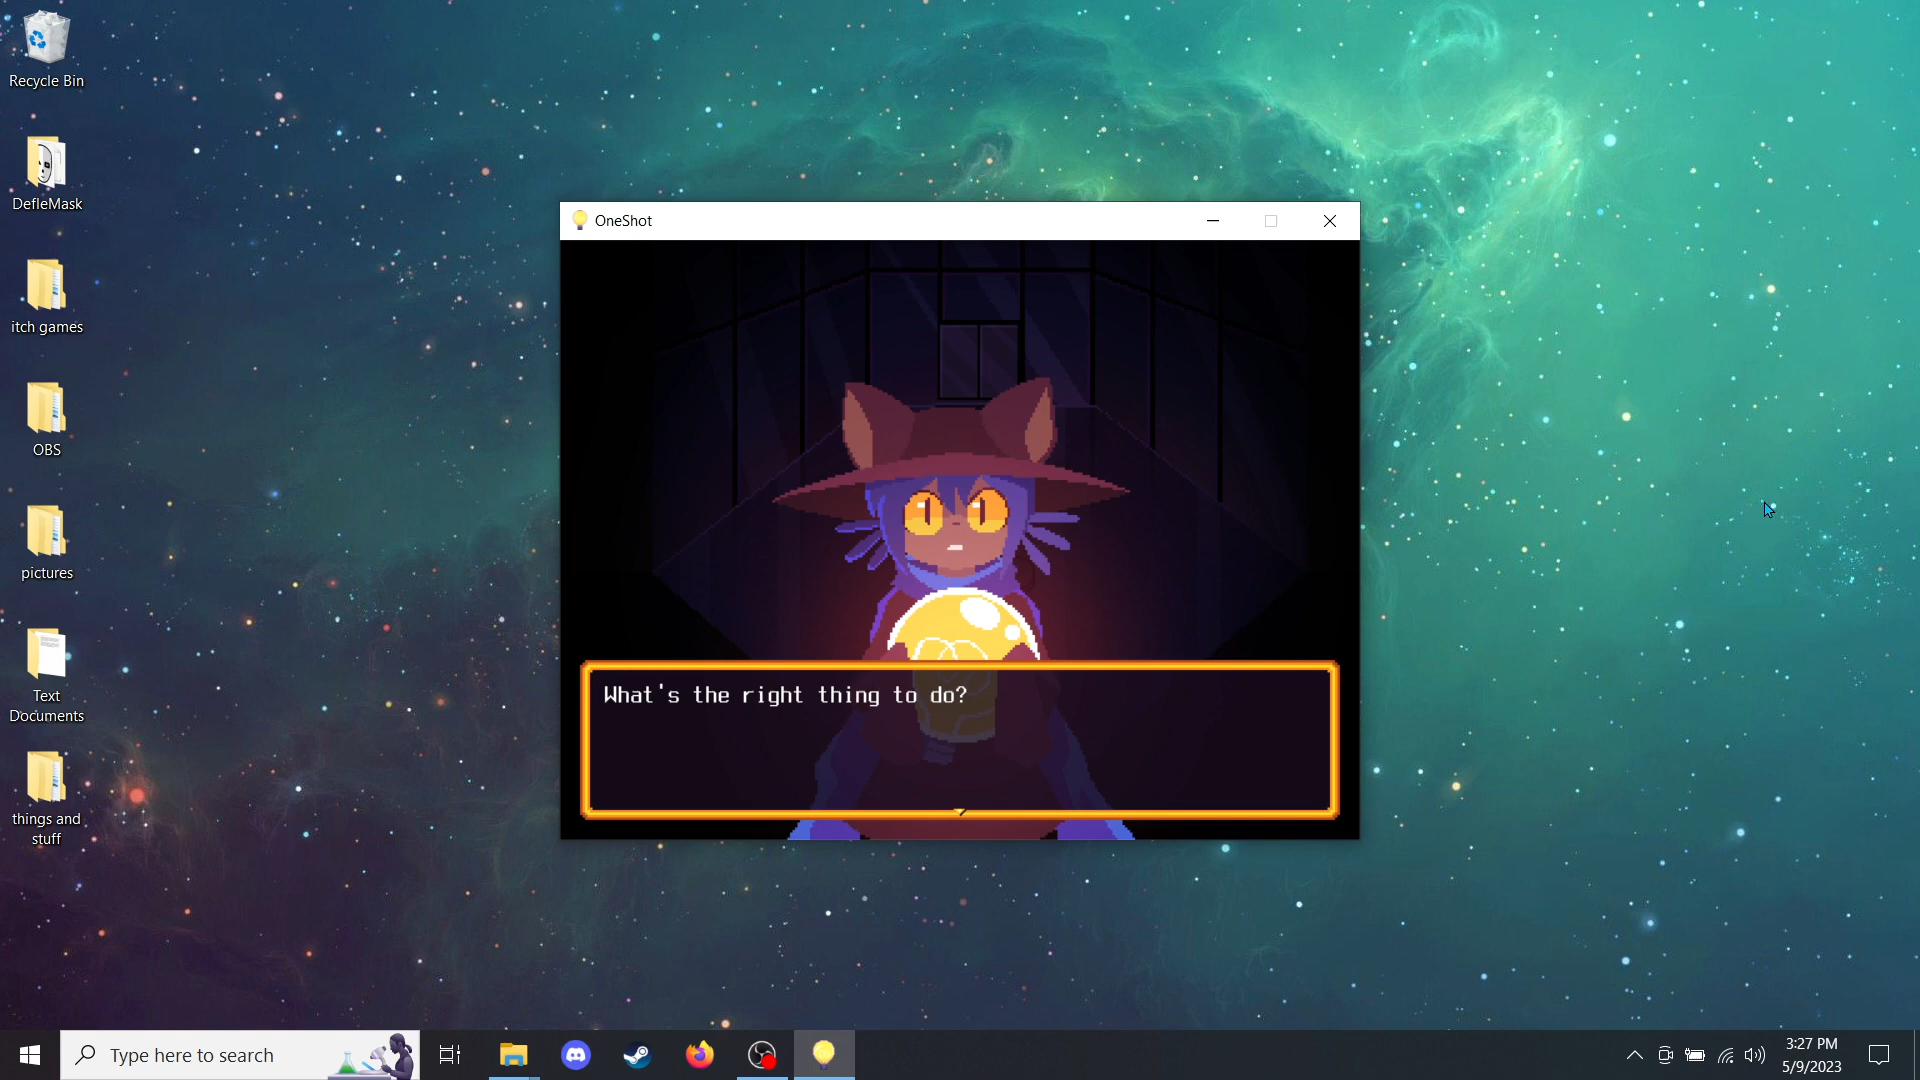 Recycle Bin
DefleMask
itch games
OBS
pictures
Text
Documents
things and
stuff
OneShot
What's the right thing to do?
Type here to search
3:27 PM
5/9/2023